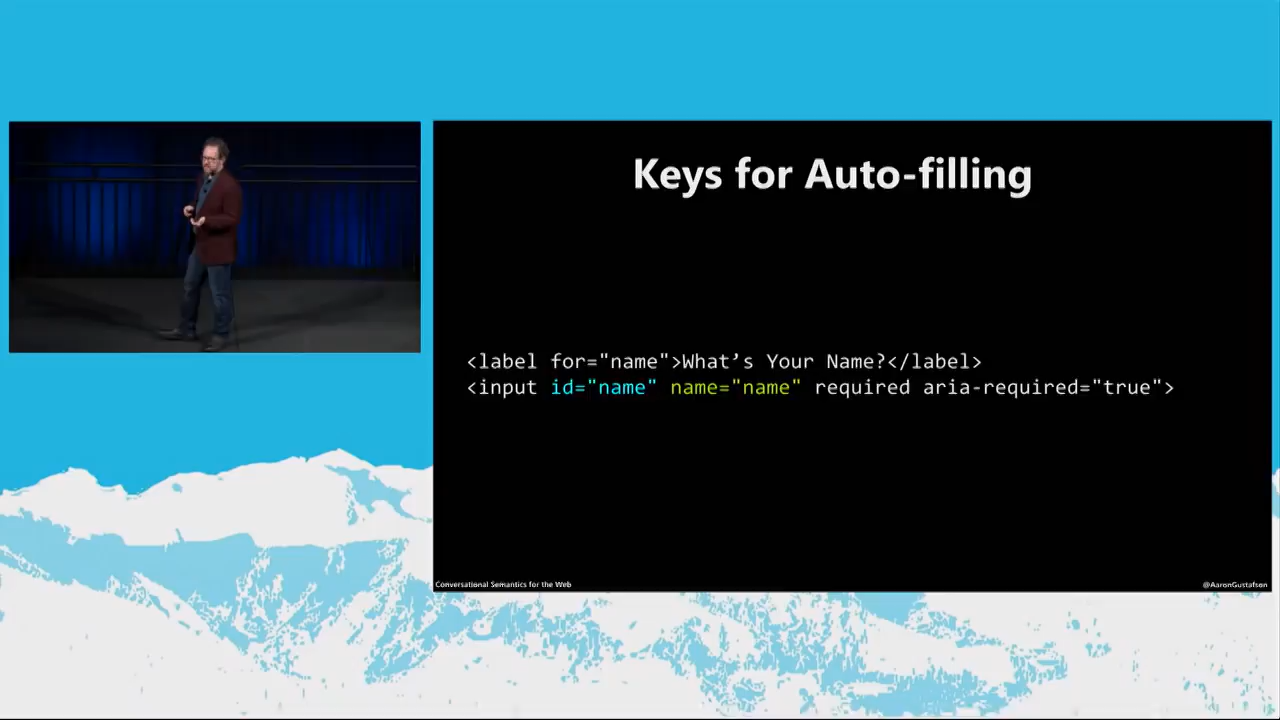 Keys for Auto-filling
<label for="name">What’s Your Name?</label>
<input id="name" name="name" required aria-required="true">
Conversational Semantics for the Web
@AaronGustafson